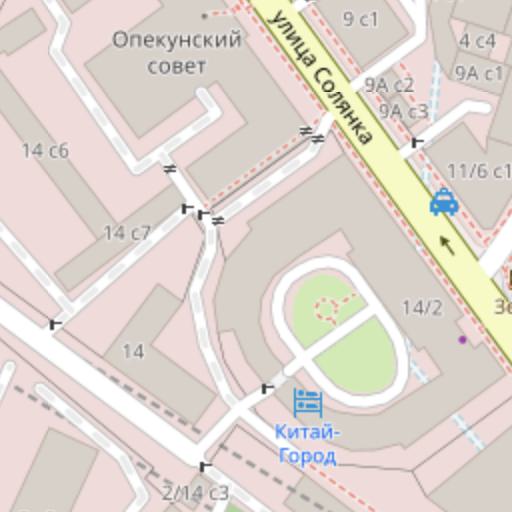 9 с1
Опекунский
совет
улица Солянка
4 с4
9А с1
9А с2
9А с3
14 с6
11/6 с1
14 с7
14/2
14
Китай-
Город
2/14 с3